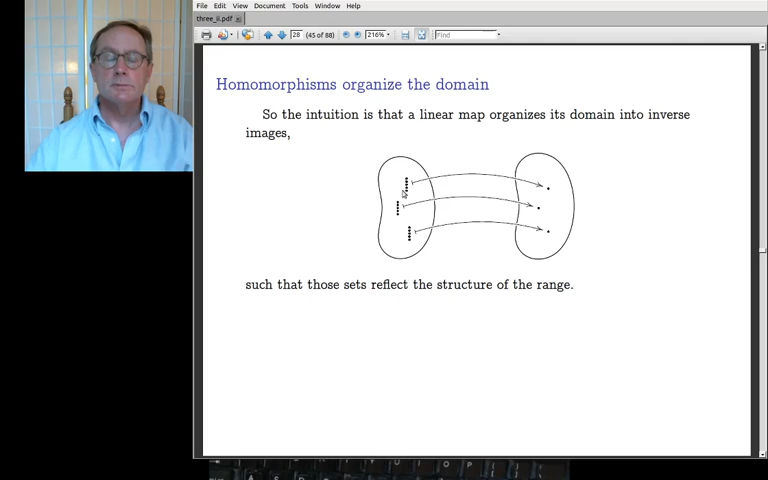 File Edit View Document Tools Window Help
three_ii.pdf
28 (45 of 88) 216% Find
Homomorphisms organize the domain
So the intuition is that a linear map organizes its domain into inverse
images,
such that those sets reflect the structure of the range.